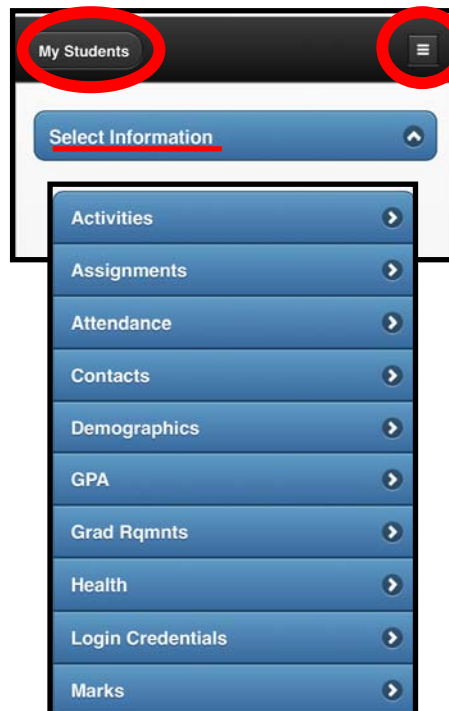 My Students
Select Information
Activities
Assignments
Attendance
Contacts
Demographics
GPA
Grad Rqmnts
Health
Login Credentials
Marks